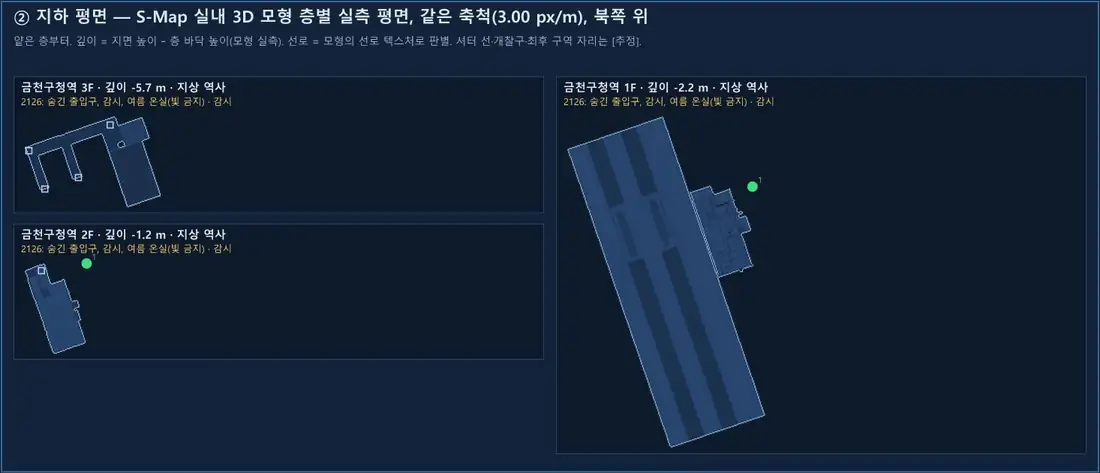 ② 지하 평면 — S-Map 실내 3D 모형 층별 실측 평면, 같은 축척(3.00 px/m), 북쪽 위
얕은 층부터. 깊이 = 지면 높이 − 층 바닥 높이(모형 실측). 선로 = 모형의 선로 텍스처로 판별. 셔터 선·개찰구·최후 구역 자리는 [추정].
금천구청역 3F · 깊이 -5.7 m · 지상 역사
2126: 숨긴 출입구, 감시, 여름 온실(빛 금지) · 감시
금천구청역 2F · 깊이 -1.2 m · 지상 역사
2126: 숨긴 출입구, 감시, 여름 온실(빛 금지) · 감시
금천구청역 1F · 깊이 -2.2 m · 지상 역사
2126: 숨긴 출입구, 감시, 여름 온실(빛 금지) · 감시
1